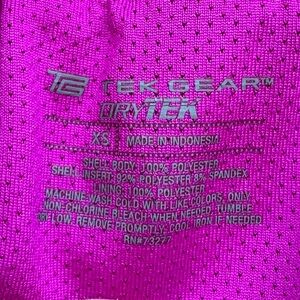 TEK GEAR™
DRYTEK
XS MADE IN INDONESIA
SHELL BODY: 100% POLYESTER
SHELL INSERT: 92% POLYESTER 8% SPANDEX
LINING: 100% POLYESTER
MACHINE WASH COLD WITH LIKE COLORS, ONLY
NON-CHLORINE BLEACH WHEN NEEDED, TUMBLE
DRY LOW. REMOVE PROMPTLY, COOL IRON IF NEEDED
RN#73277